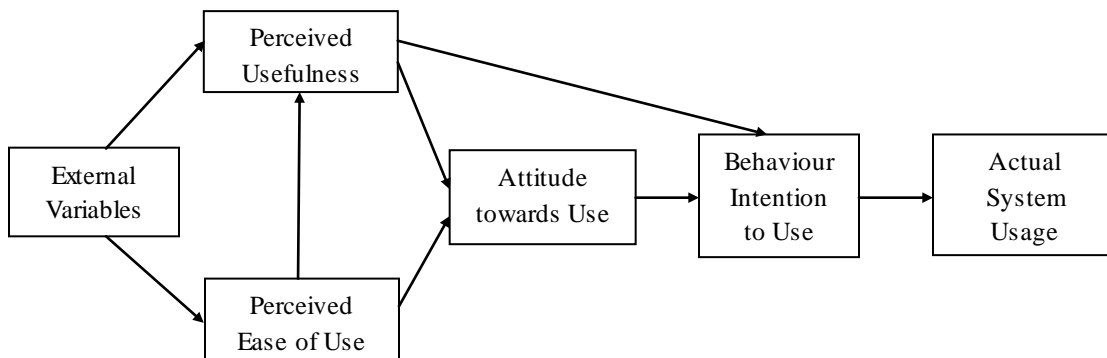 Perceived
Usefulness
External
Variables
Perceived
Ease of Use
Attitude
towards Use
Behaviour
Intention
to Use
Actual
System
Usage